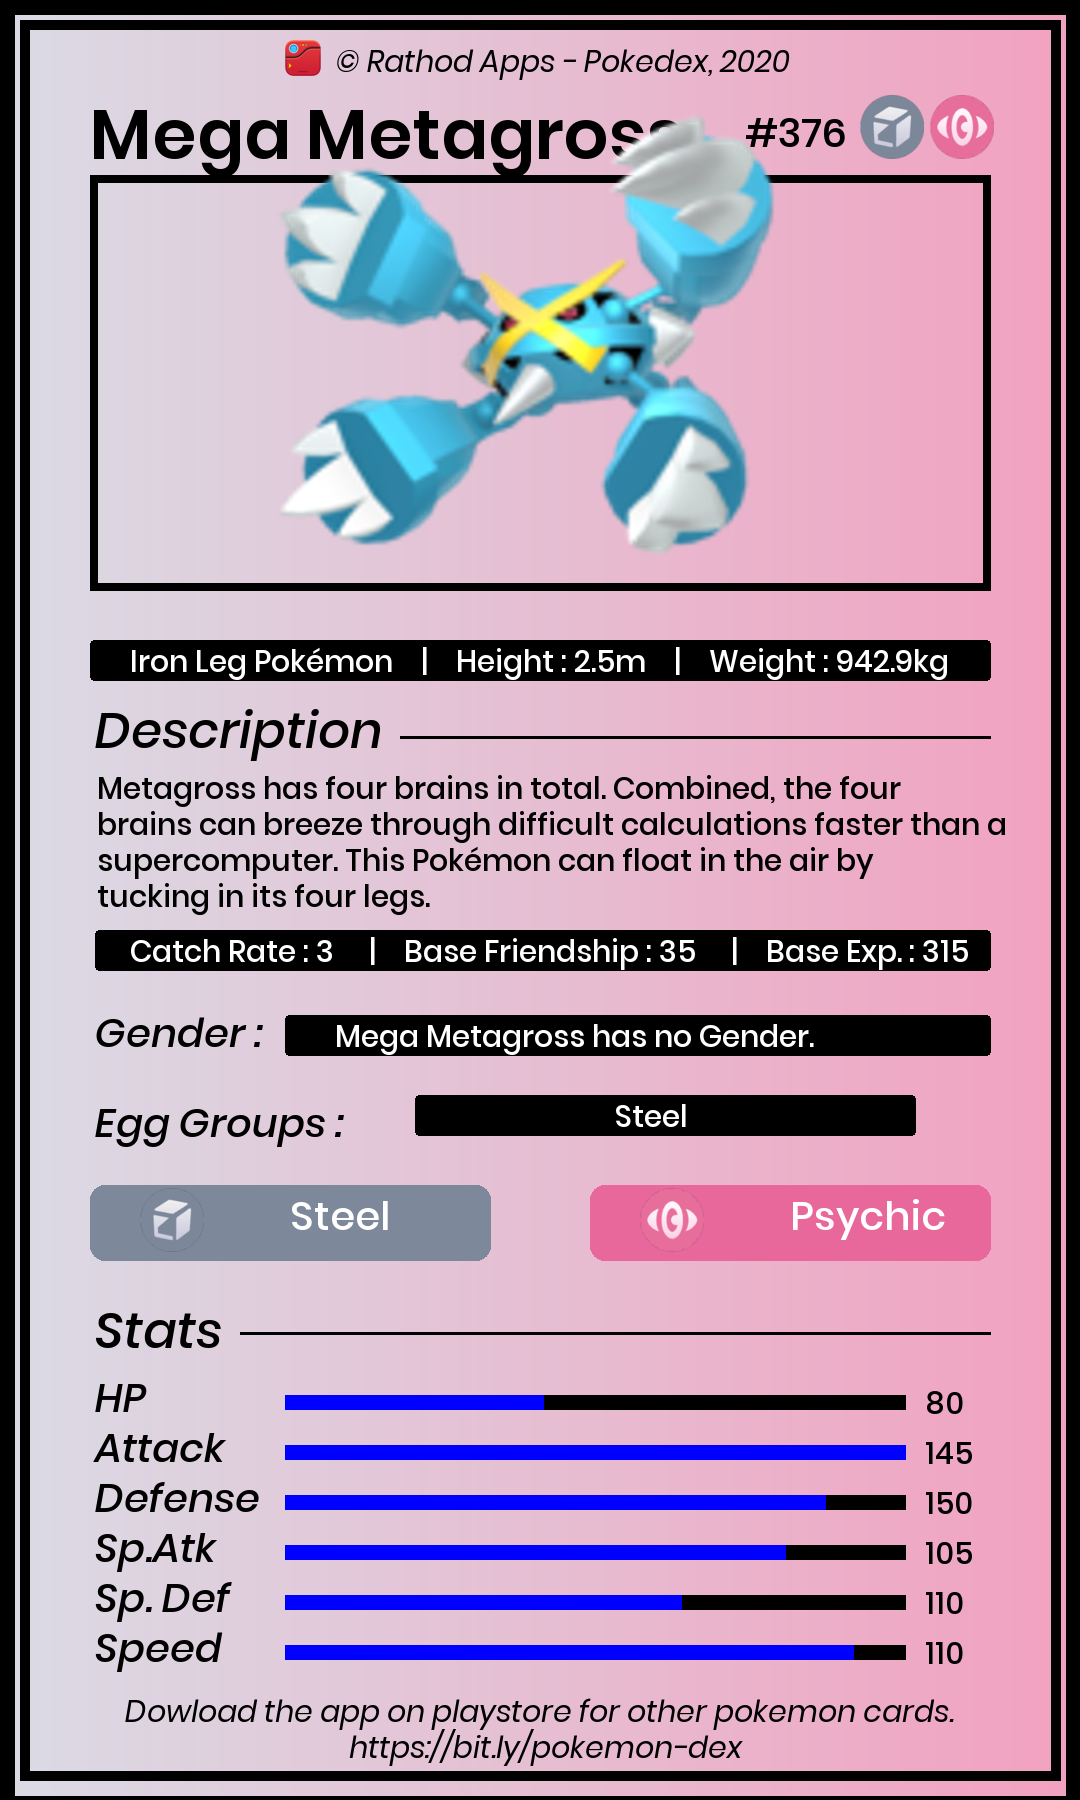 © Rathod Apps - Pokedex, 2020
Mega Metagross #376
Iron Leg Pokémon | Height : 2.5m | Weight : 942.9kg
Description
Metagross has four brains in total. Combined, the four
brains can breeze through difficult calculations faster than a
supercomputer. This Pokémon can float in the air by
tucking in its four legs.
Catch Rate : 3 | Base Friendship : 35 | Base Exp. : 315
Gender : Mega Metagross has no Gender.
Egg Groups : Steel
Steel Psychic
Stats
HP 80
Attack 145
Defense 150
Sp.Atk 105
Sp. Def 110
Speed 110
Dowload the app on playstore for other pokemon cards.
https://bit.ly/pokemon-dex